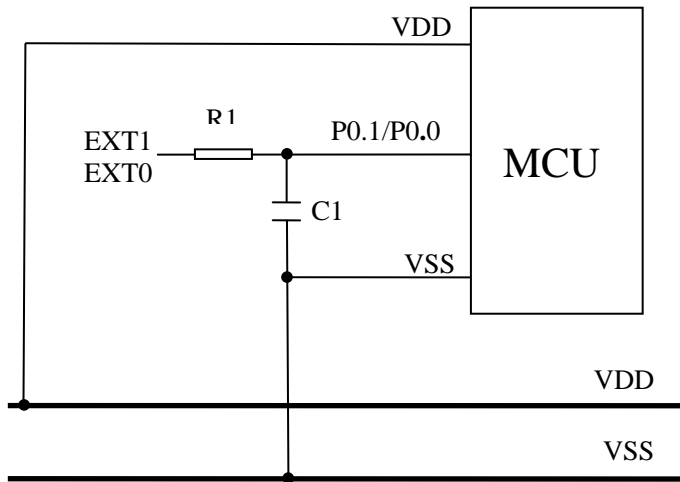 VDD
R1
EXT1
EXT0
P0.1/P0.0
MCU
C1
VSS
VDD
VSS